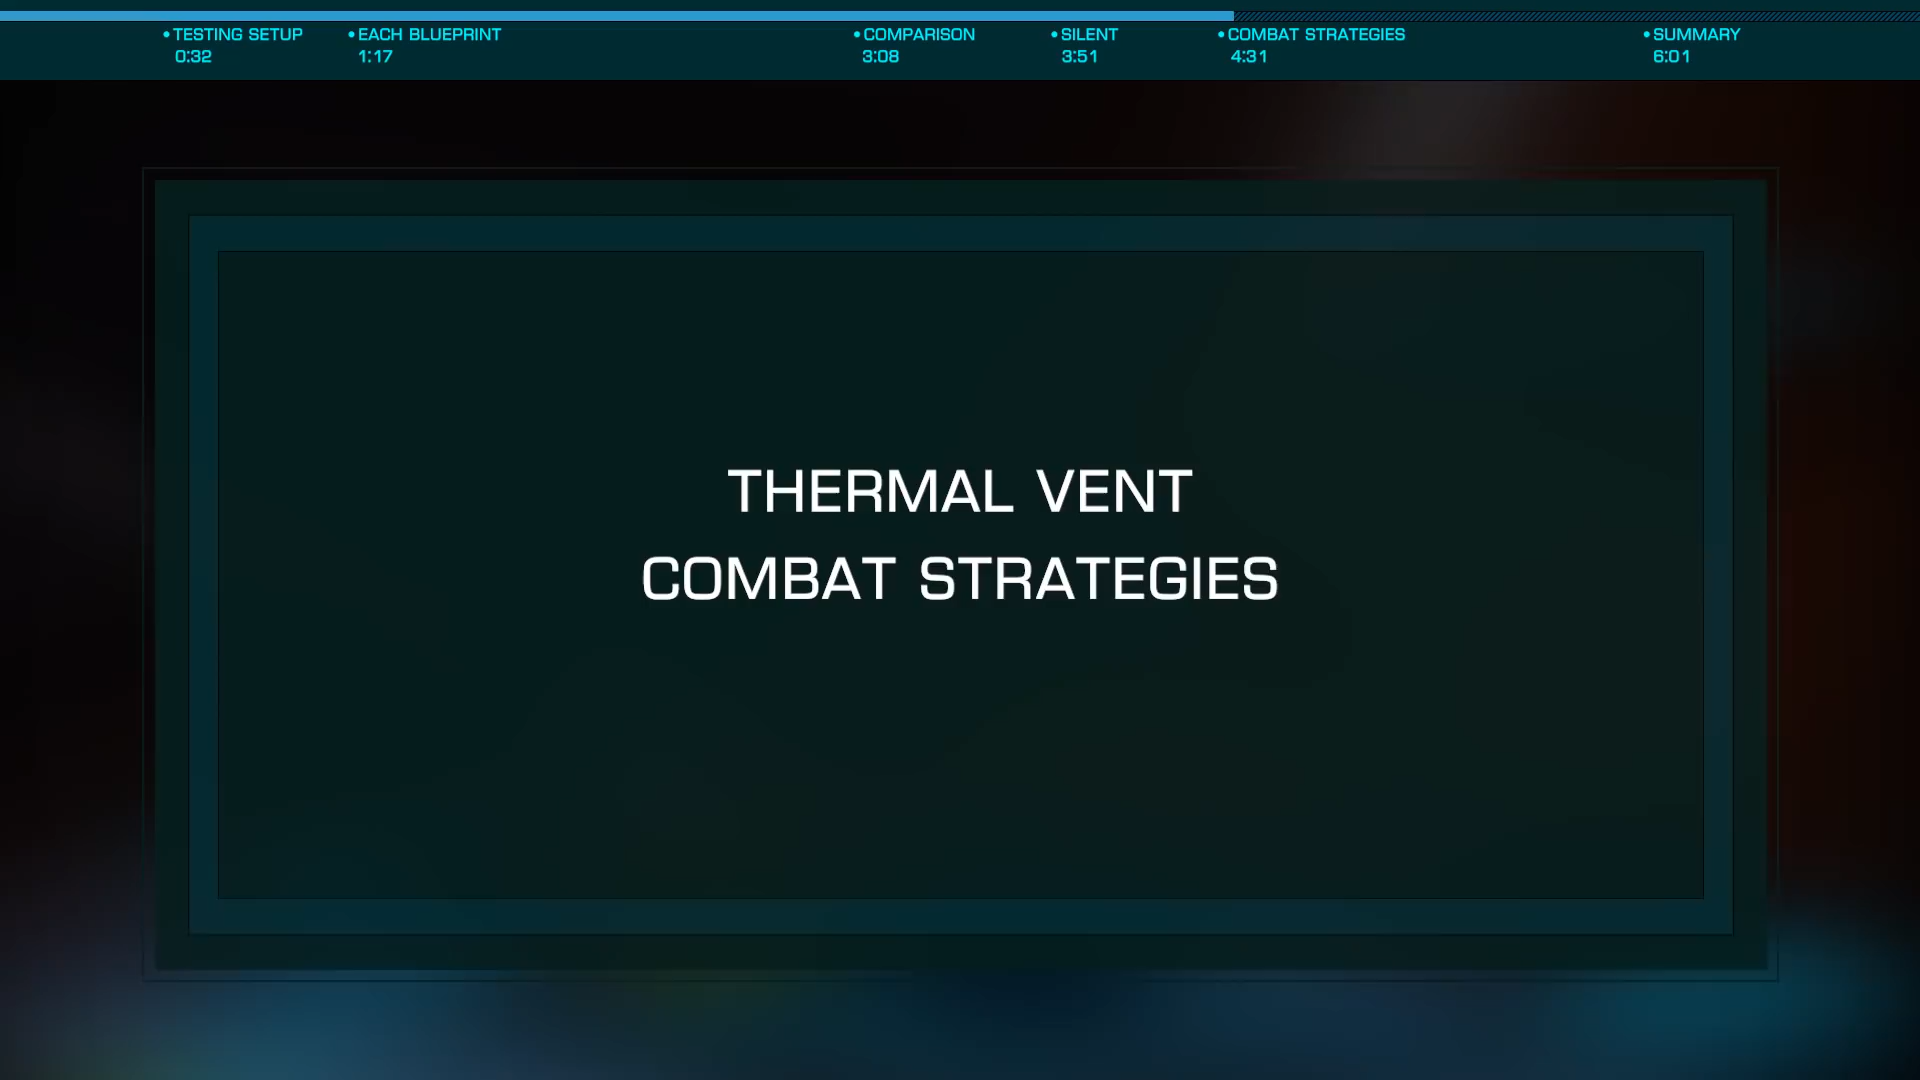 • TESTING SETUP • EACH BLUEPRINT • COMPARISON • SILENT • COMBAT STRATEGIES • SUMMARY
0:32 1:17 3:08 3:51 4:31 6:01
THERMAL VENT
COMBAT STRATEGIES